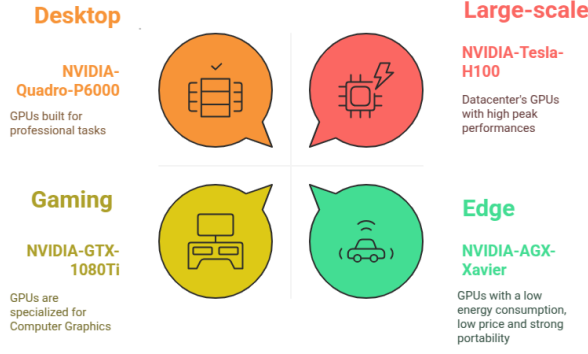 Desktop
NVIDIA-
Quadro-P6000
GPUs built for
professional tasks
Large-scale
NVIDIA-Tesla-
H100
Datacenter's GPUs
with high peak
performances
Gaming
NVIDIA-GTX-
1080Ti
GPUs are
specialized for
Computer Graphics
Edge
NVIDIA-AGX-
Xavier
GPUs with a low
energy consumption,
low price and strong
portability